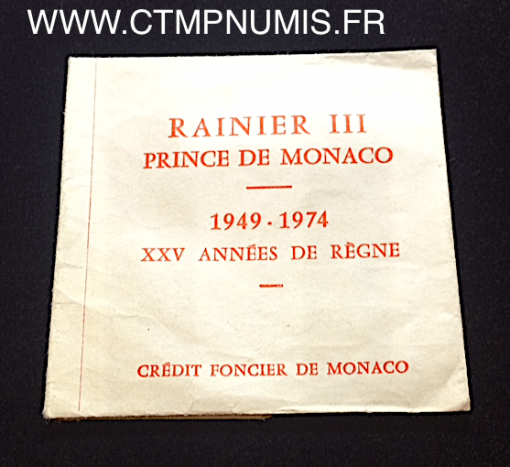 WWW.CTMPNUMIS.FR
RAINIER III
PRINCE DE MONACO
1949 - 1974
XXV ANNÉES DE RÈGNE
CRÉDIT FONCIER DE MONACO